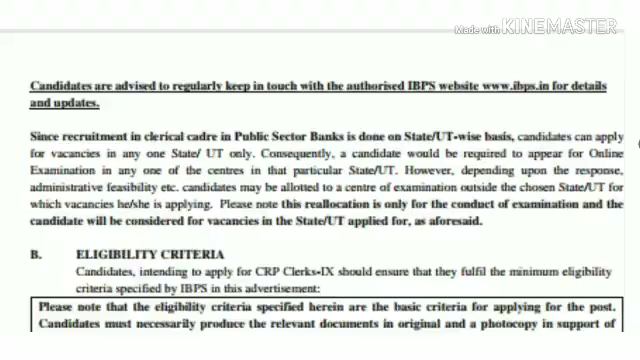 Made with KINEMASTER
Candidates are advised to regularly keep in touch with the authorised IBPS website www.ibps.in for details
and updates.
Since recruitment in clerical cadre in Public Sector Banks is done on State/UT-wise basis, candidates can apply
for vacancies in any one State/ UT only. Consequently, a candidate would be required to appear for Online
Examination in any one of the centres in that particular State/UT. However, depending upon the response,
administrative feasibility etc. candidates may be allotted to a centre of examination outside the chosen State/UT for
which vacancies he/she is applying. Please note this reallocation is only for the conduct of examination and the
candidate will be considered for vacancies in the State/UT applied for, as aforesaid.
B. ELIGIBILITY CRITERIA
Candidates, intending to apply for CRP Clerks-IX should ensure that they fulfil the minimum eligibility
criteria specified by IBPS in this advertisement:
Please note that the eligibility criteria specified herein are the basic criteria for applying for the post.
Candidates must necessarily produce the relevant documents in original and a photocopy in support of